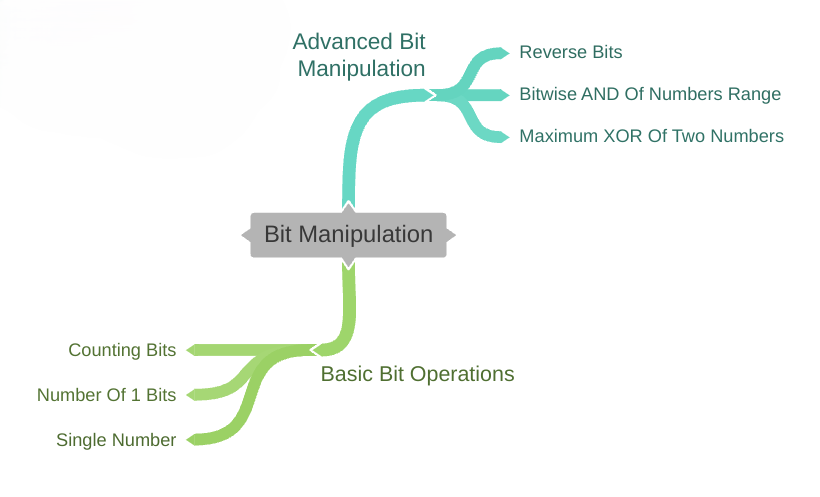 Advanced Bit
Manipulation
Reverse Bits
Bitwise AND Of Numbers Range
Maximum XOR Of Two Numbers
Bit Manipulation
Counting Bits
Number Of 1 Bits
Single Number
Basic Bit Operations